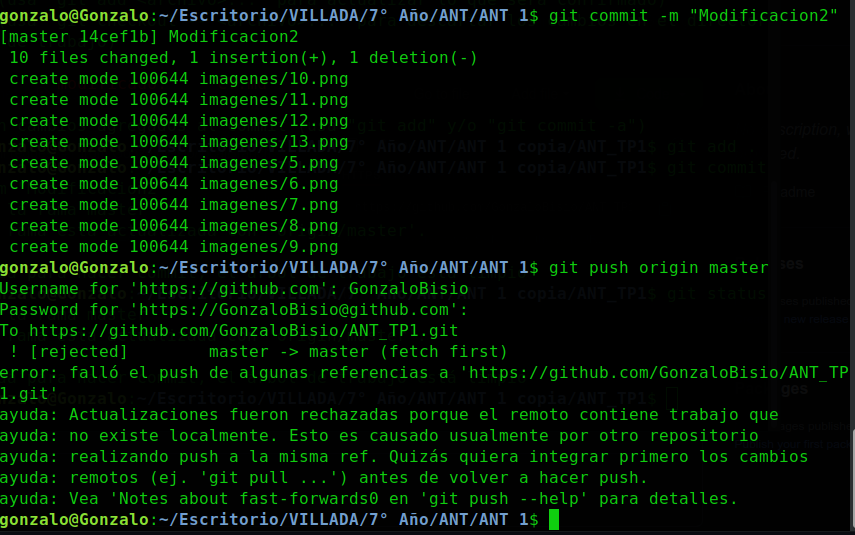 gonzalo@Gonzalo:~/Escritorio/VILLADA/7° Año/ANT/ANT 1$ git commit -m "Modificacion2"
[master 14cef1b] Modificacion2
 10 files changed, 1 insertion(+), 1 deletion(-)
 create mode 100644 imagenes/10.png
 create mode 100644 imagenes/11.png
 create mode 100644 imagenes/12.png
 create mode 100644 imagenes/13.png
 create mode 100644 imagenes/5.png
 create mode 100644 imagenes/6.png
 create mode 100644 imagenes/7.png
 create mode 100644 imagenes/8.png
 create mode 100644 imagenes/9.png
gonzalo@Gonzalo:~/Escritorio/VILLADA/7° Año/ANT/ANT 1$ git push origin master
Username for 'https://github.com': GonzaloBisio
Password for 'https://GonzaloBisio@github.com':
To https://github.com/GonzaloBisio/ANT_TP1.git
 ! [rejected]        master -> master (fetch first)
error: falló el push de algunas referencias a 'https://github.com/GonzaloBisio/ANT_TP
1.git'
ayuda: Actualizaciones fueron rechazadas porque el remoto contiene trabajo que
ayuda: no existe localmente. Esto es causado usualmente por otro repositorio
ayuda: realizando push a la misma ref. Quizás quiera integrar primero los cambios
ayuda: remotos (ej. 'git pull ...') antes de volver a hacer push.
ayuda: Vea 'Notes about fast-forwards0 en 'git push --help' para detalles.
gonzalo@Gonzalo:~/Escritorio/VILLADA/7° Año/ANT/ANT 1$